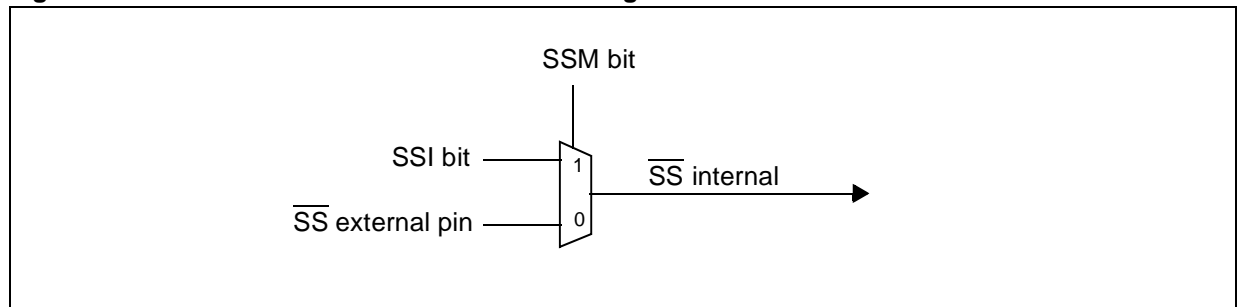 SSM bit
SSI bit
1
SS internal
SS external pin
0